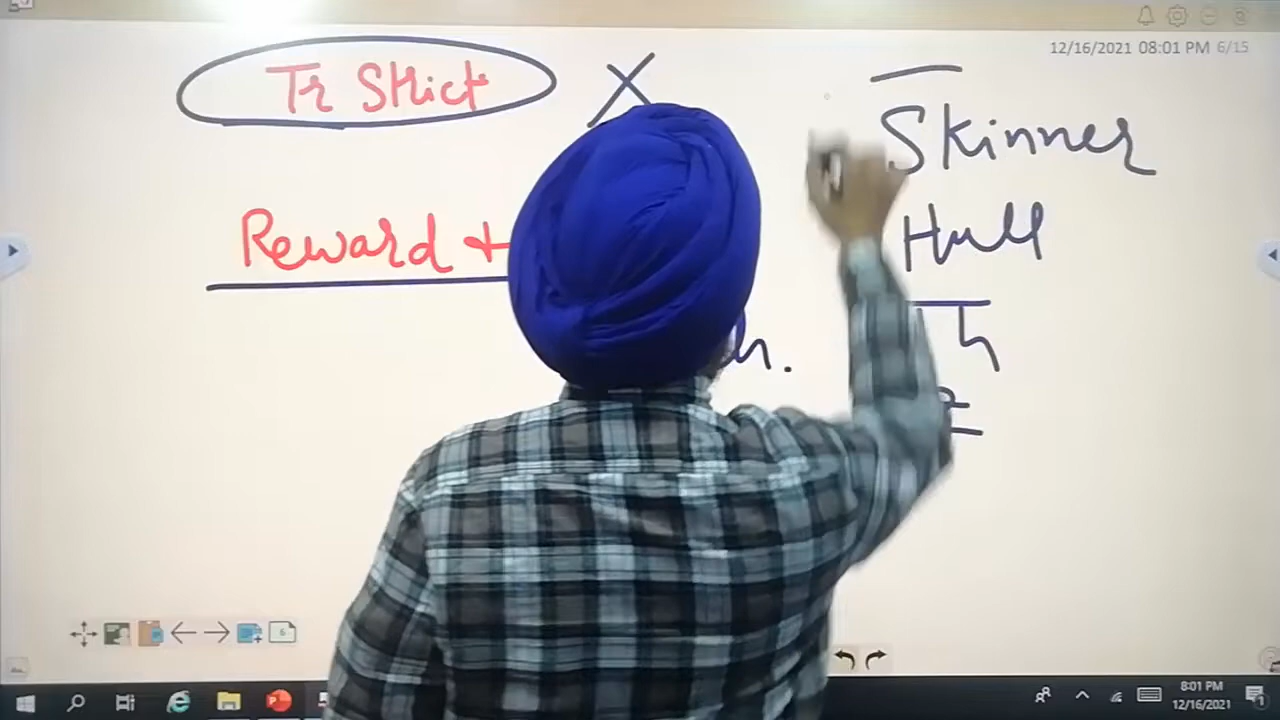 12/16/2021 08:01 PM 6/15
Tr Strict X
Skinner
Reward +
Hull
8:01 PM
12/16/2021